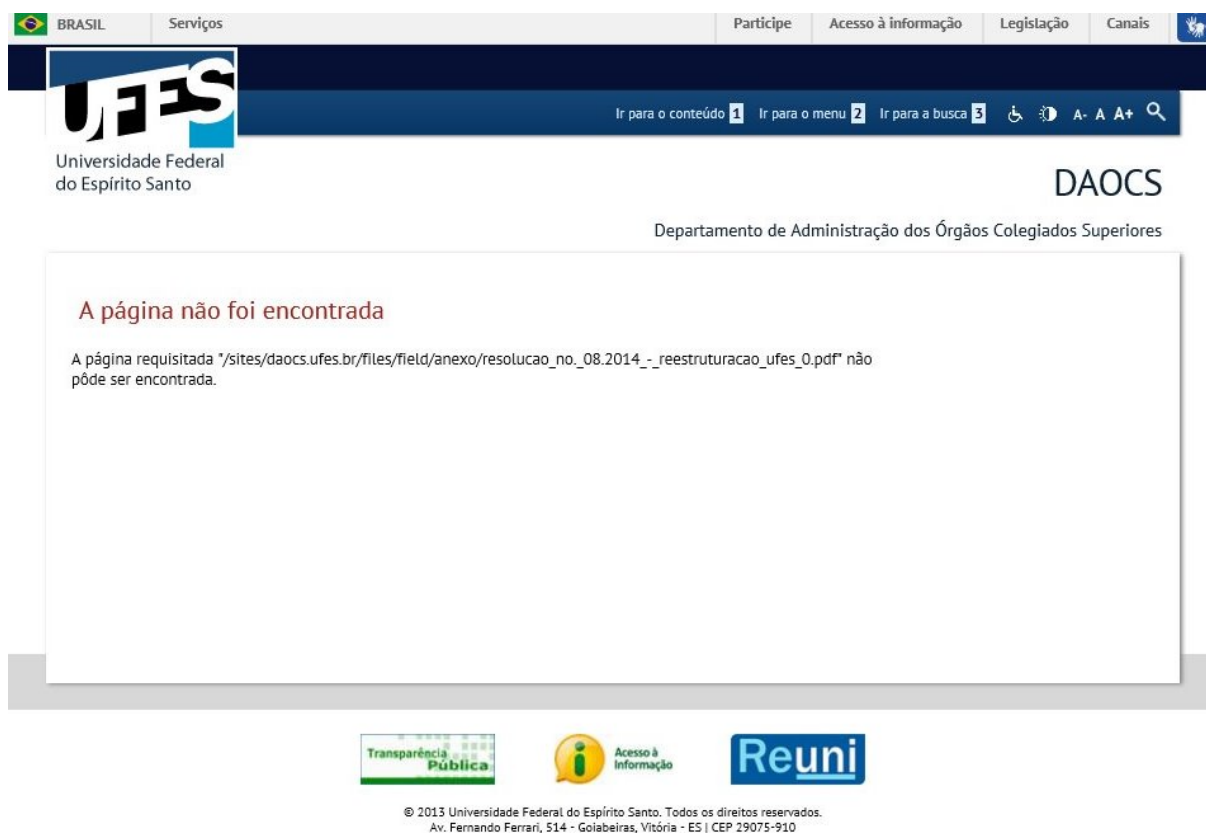 BRASIL Serviços Participe Acesso à informação Legislação Canais
UFES
Ir para o conteúdo 1 Ir para o menu 2 Ir para a busca 3 A- A A+
Universidade Federal
do Espírito Santo
DAOCS
Departamento de Administração dos Órgãos Colegiados Superiores
A página não foi encontrada
A página requisitada "/sites/daocs.ufes.br/files/field/anexo/resolucao_no._08.2014_-_reestruturacao_ufes_0.pdf" não
pôde ser encontrada.
Transparência
Pública
Acesso à
Informação
Reuni
© 2013 Universidade Federal do Espírito Santo. Todos os direitos reservados.
Av. Fernando Ferrari, 514 - Goiabeiras, Vitória - ES | CEP 29075-910